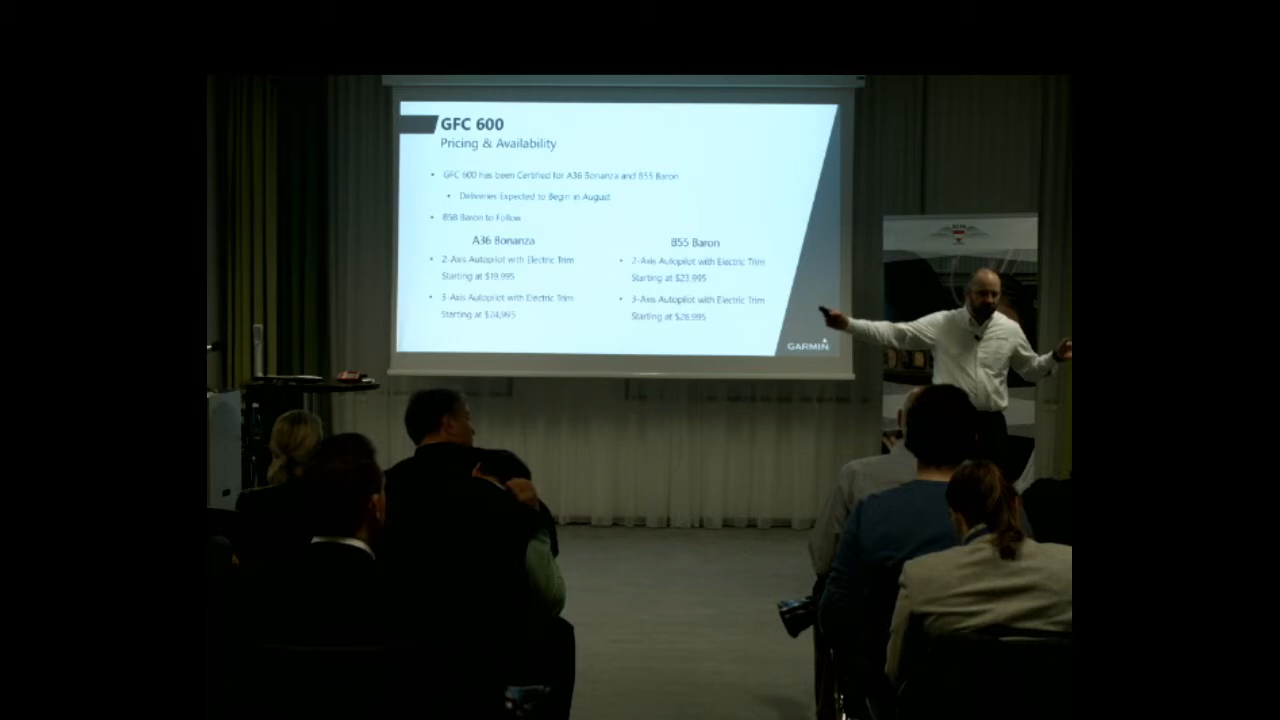 GFC 600
Pricing & Availability
• GFC 600 has been Certified for A36 Bonanza and B55 Baron
• Deliveries Expected to Begin in August
• B58 Baron to Follow
A36 Bonanza
• 2-Axis Autopilot with Electric Trim
Starting at $19,995
• 3-Axis Autopilot with Electric Trim
Starting at $24,995
B55 Baron
• 2-Axis Autopilot with Electric Trim
Starting at $23,995
• 3-Axis Autopilot with Electric Trim
Starting at $28,995
GARMIN